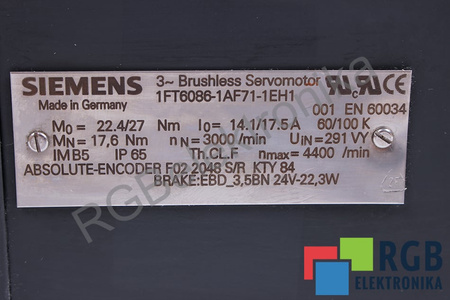 SIEMENS 3~ Brushless Servomotor
Made in Germany 1FT6086-1AF71-1EH1
001 EN 60034
M0 = 22.4/27 Nm I0 = 14.1/17.5 A 60/100 K
MN = 17,6 Nm nN = 3000 /min UIN = 291 VY
IM B5 IP 65 Th.CL.F nmax = 4400 /min
ABSOLUTE-ENCODER F02 2048 S/R KTY 84
BRAKE:EBD_3,5BN 24V-22,3W
RGB Elektronika
RGB
ELEKTRONIKA